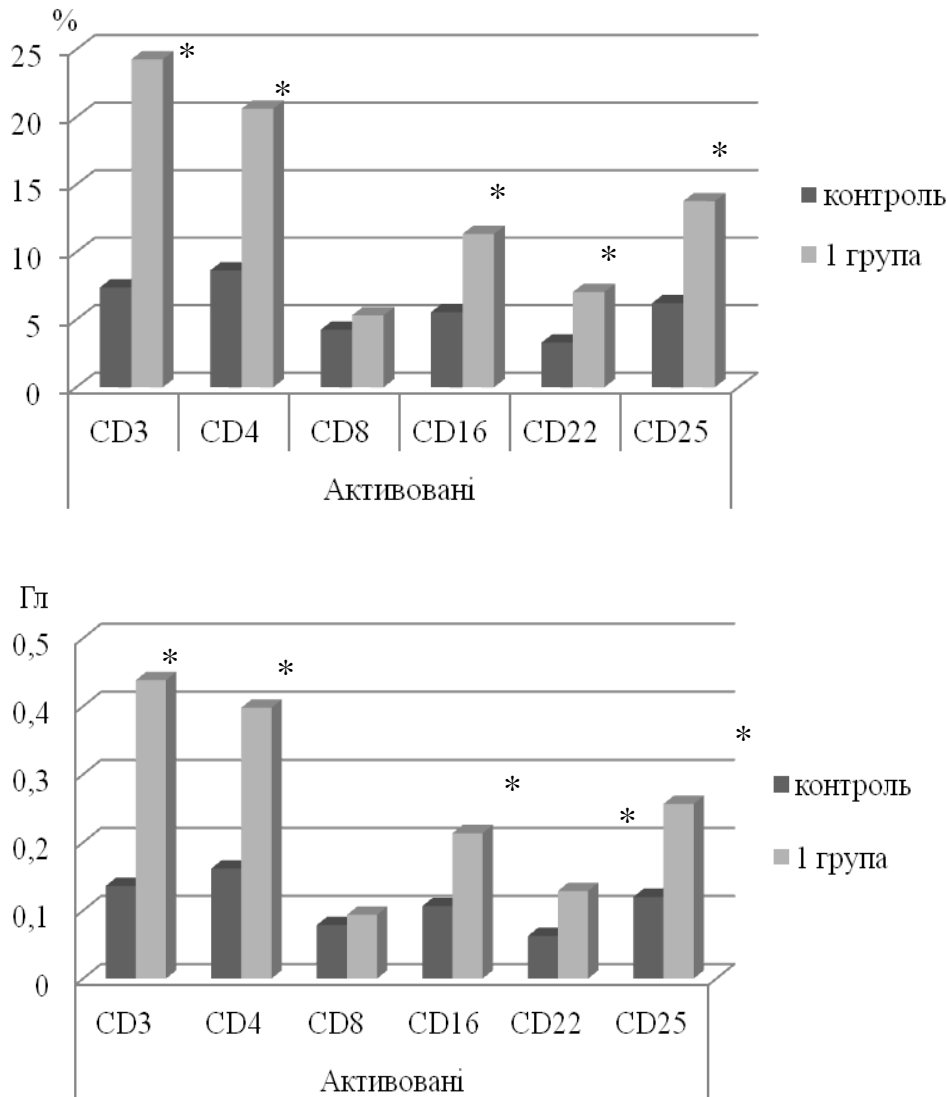 %
25
*
*
20
*
15
*
контроль
10
*
1 група
5
0
CD3 CD4 CD8 CD16 CD22 CD25
Активовані
Гл
0,5
* *
0,4
*
0,3
*
контроль
*
0,2
1 група
0,1
0
CD3 CD4 CD8 CD16 CD22 CD25
Активовані